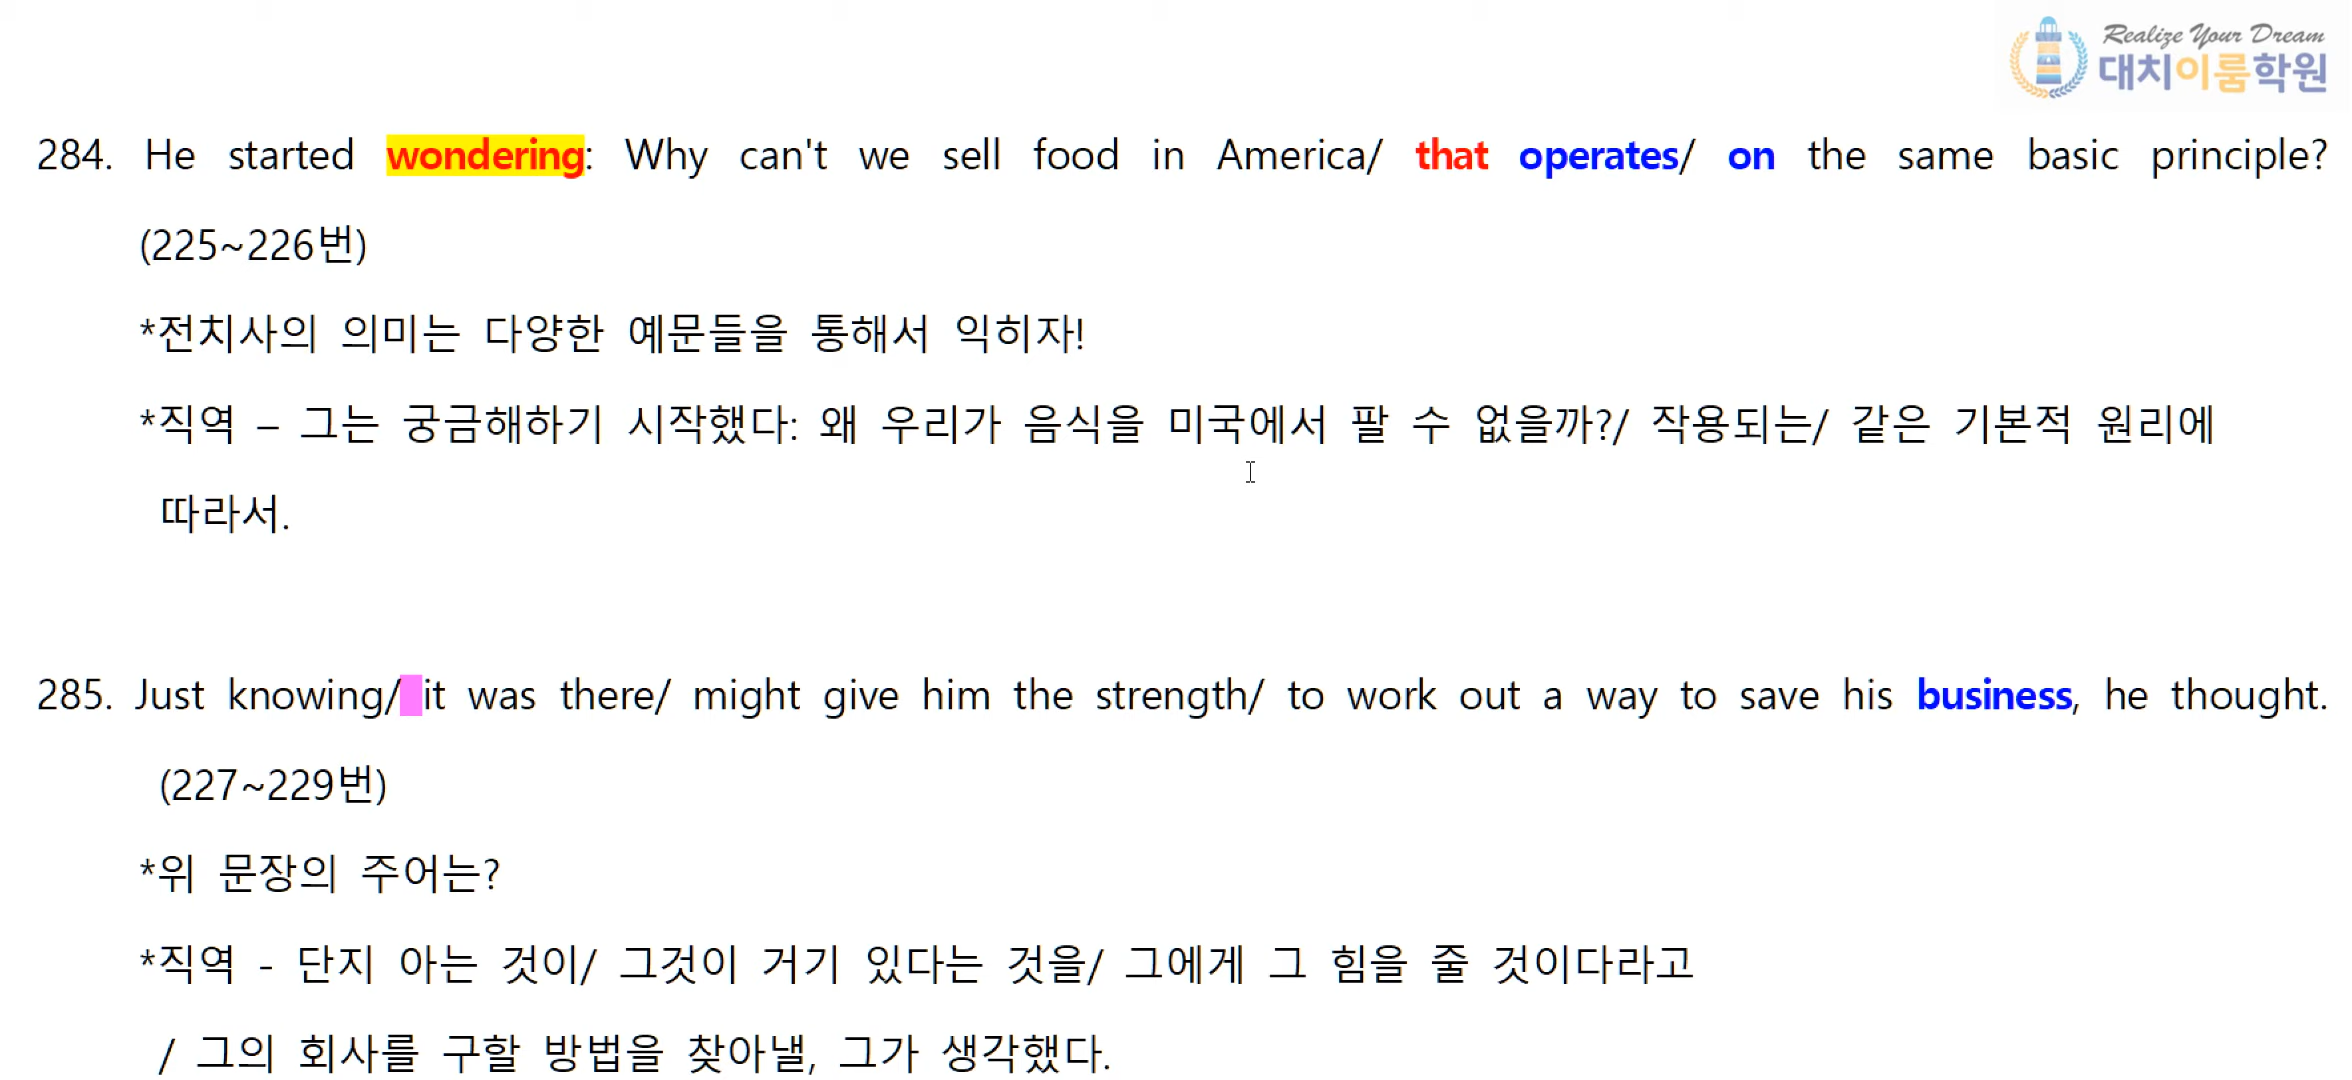 Realize Your Dream
대치이룸학원
284. He started wondering: Why can't we sell food in America/ that operates/ on the same basic principle?
(225~226번)
*전치사의 의미는 다양한 예문들을 통해서 익히자!
*직역 – 그는 궁금해하기 시작했다: 왜 우리가 음식을 미국에서 팔 수 없을까?/ 작용되는/ 같은 기본적 원리에
따라서.
285. Just knowing/ it was there/ might give him the strength/ to work out a way to save his business, he thought.
(227~229번)
*위 문장의 주어는?
*직역 - 단지 아는 것이/ 그것이 거기 있다는 것을/ 그에게 그 힘을 줄 것이다라고
/ 그의 회사를 구할 방법을 찾아낼, 그가 생각했다.